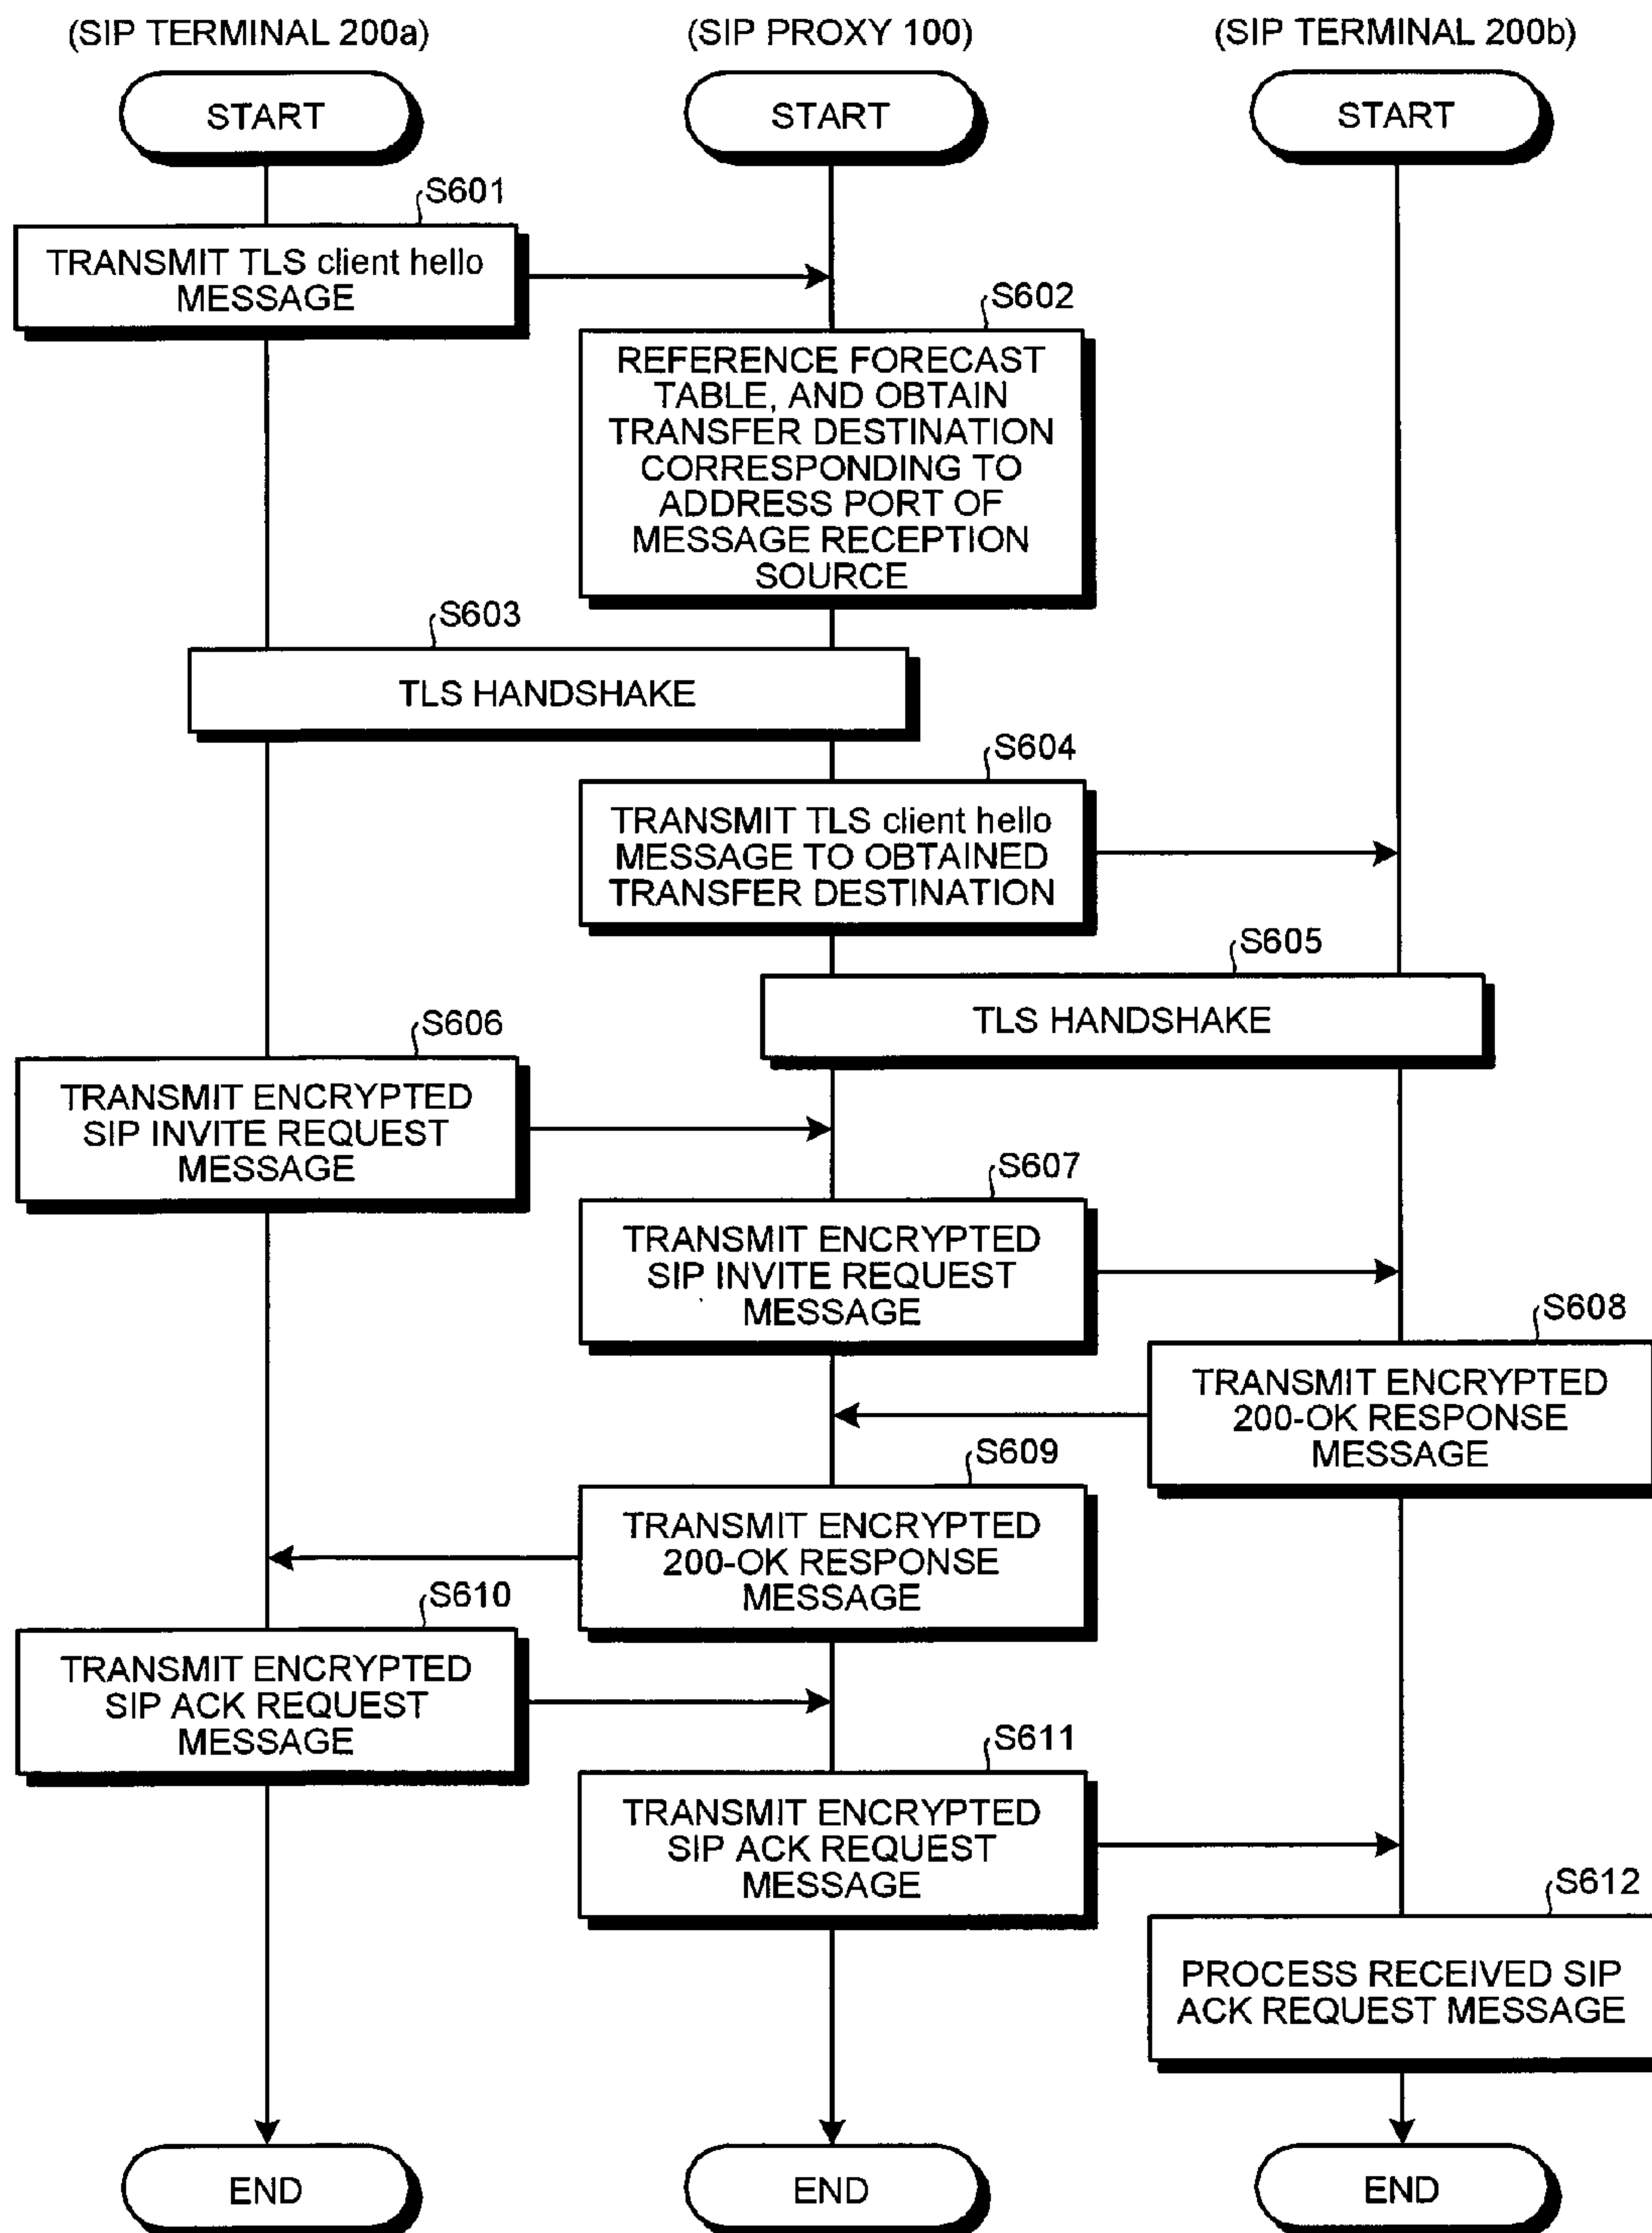 (SIP TERMINAL 200a)
(SIP PROXY 100)
(SIP TERMINAL 200b)
START
START
START
S601
TRANSMIT TLS client hello
MESSAGE
S602
REFERENCE FORECAST
TABLE, AND OBTAIN
TRANSFER DESTINATION
CORRESPONDING TO
ADDRESS PORT OF
MESSAGE RECEPTION
SOURCE
S603
TLS HANDSHAKE
S604
TRANSMIT TLS client hello
MESSAGE TO OBTAINED
TRANSFER DESTINATION
S605
TLS HANDSHAKE
S606
TRANSMIT ENCRYPTED
SIP INVITE REQUEST
MESSAGE
S607
TRANSMIT ENCRYPTED
SIP INVITE REQUEST
MESSAGE
S608
TRANSMIT ENCRYPTED
200-OK RESPONSE
MESSAGE
S609
TRANSMIT ENCRYPTED
200-OK RESPONSE
MESSAGE
S610
TRANSMIT ENCRYPTED
SIP ACK REQUEST
MESSAGE
S611
TRANSMIT ENCRYPTED
SIP ACK REQUEST
MESSAGE
S612
PROCESS RECEIVED SIP
ACK REQUEST MESSAGE
END
END
END